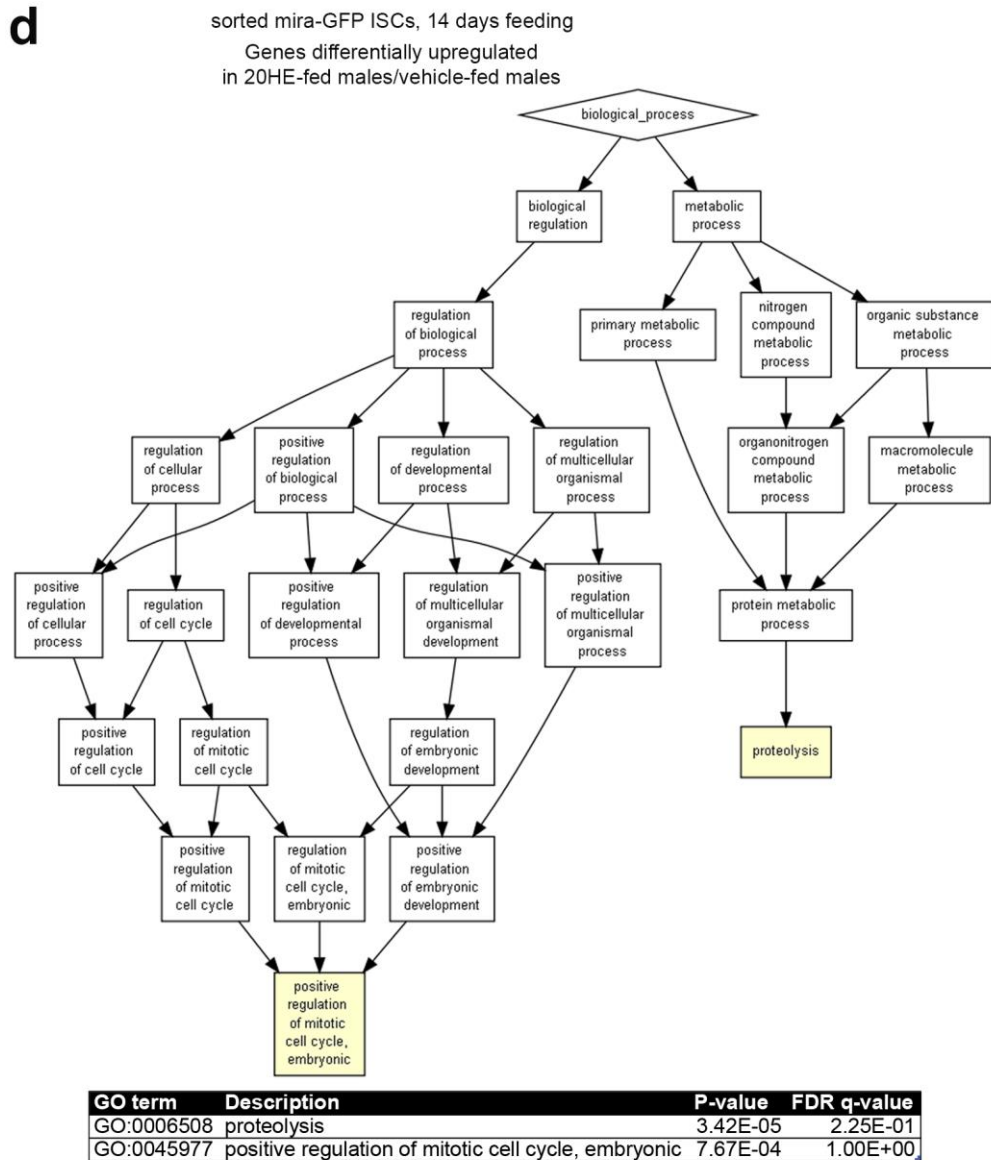 d
sorted mira-GFP ISCs, 14 days feeding
Genes differentially upregulated
in 20HE-fed males/vehicle-fed males
biological_process
biological
regulation
metabolic
process
regulation
of biological
process
primary metabolic
process
nitrogen
compound
metabolic
process
organic substance
metabolic
process
regulation
of cellular
process
positive
regulation
of biological
process
regulation
of developmental
process
regulation
of multicellular
organismal
process
organonitrogen
compound
metabolic
process
macromolecule
metabolic
process
positive
regulation
of cellular
process
regulation
of cell cycle
positive
regulation
of developmental
process
regulation
of multicellular
organismal
development
positive
regulation
of multicellular
organismal
process
protein metabolic
process
positive
regulation
of cell cycle
regulation
of mitotic
cell cycle
regulation
of embryonic
development
proteolysis
positive
regulation
of mitotic
cell cycle
regulation
of mitotic
cell cycle,
embryonic
positive
regulation
of embryonic
development
positive
regulation
of mitotic
cell cycle,
embryonic
GO term Description P-value FDR q-value
GO:0006508 proteolysis 3.42E-05 2.25E-01
GO:0045977 positive regulation of mitotic cell cycle, embryonic 7.67E-04 1.00E+00